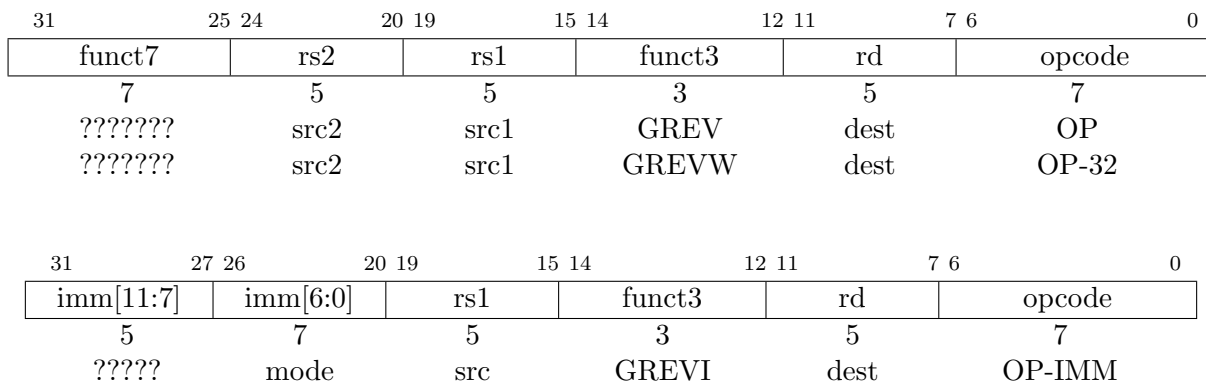 31 25 24 20 19 15 14 12 11 7 6 0
funct7 rs2 rs1 funct3 rd opcode
7 5 5 3 5 7
??????? src2 src1 GREV dest OP
??????? src2 src1 GREVW dest OP-32
31 27 26 20 19 15 14 12 11 7 6 0
imm[11:7] imm[6:0] rs1 funct3 rd opcode
5 7 5 3 5 7
????? mode src GREVI dest OP-IMM